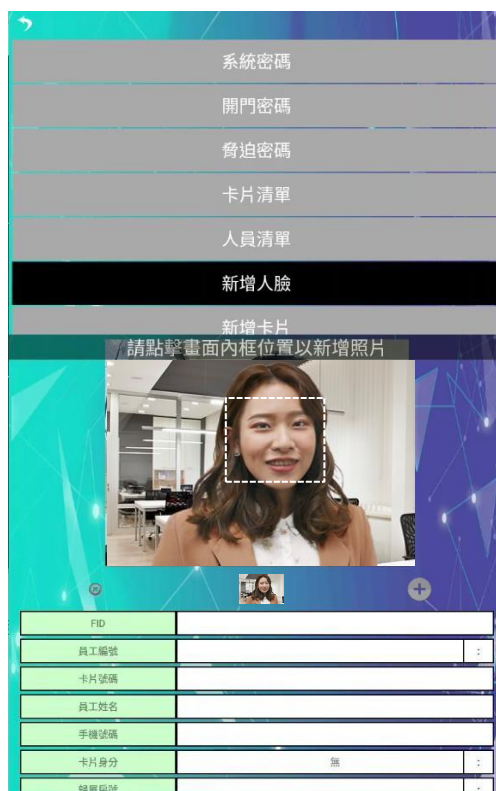 系統密碼
開門密碼
脅迫密碼
卡片清單
人員清單
新增人臉
新增卡片
請點擊畫面內框位置以新增照片
FID
員工編號
:
卡片號碼
員工姓名
手機號碼
卡片身分
無
:
: